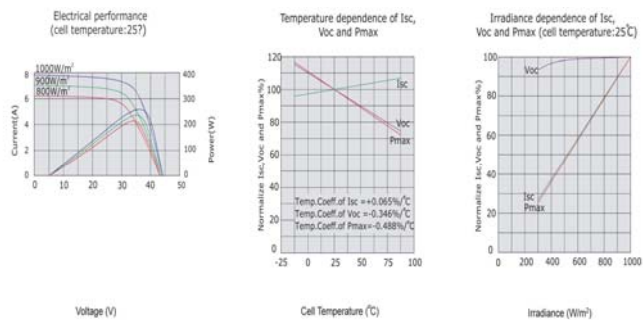 Electrical performance
(cell temperature:25?)
1000W/m²
900W/m²
800W/m²
8
6
4
2
0
400
300
200
100
0
Current(A)
Power(W)
0
10
20
30
40
50
Voltage (V)
Temperature dependence of Isc,
Voc and Pmax
120
100
80
60
40
20
0
Normalize Isc,Voc and Pmax%)
Isc
Voc
Pmax
Temp.Coeff.of Isc =+0.065%/°C
Temp.Coeff.of Voc =-0.346%/°C
Temp.Coeff.of Pmax=-0.488%/°C
-25
0
25
50
75
100
Cell Temperature (°C)
Irradiance dependence of Isc,
Voc and Pmax (cell temperature:25°C)
100
80
60
40
20
0
Normalize Isc,Voc and Pmax%)
Voc
Isc
Pmax
0
200
400
600
800
1000
Irradiance (W/m²)